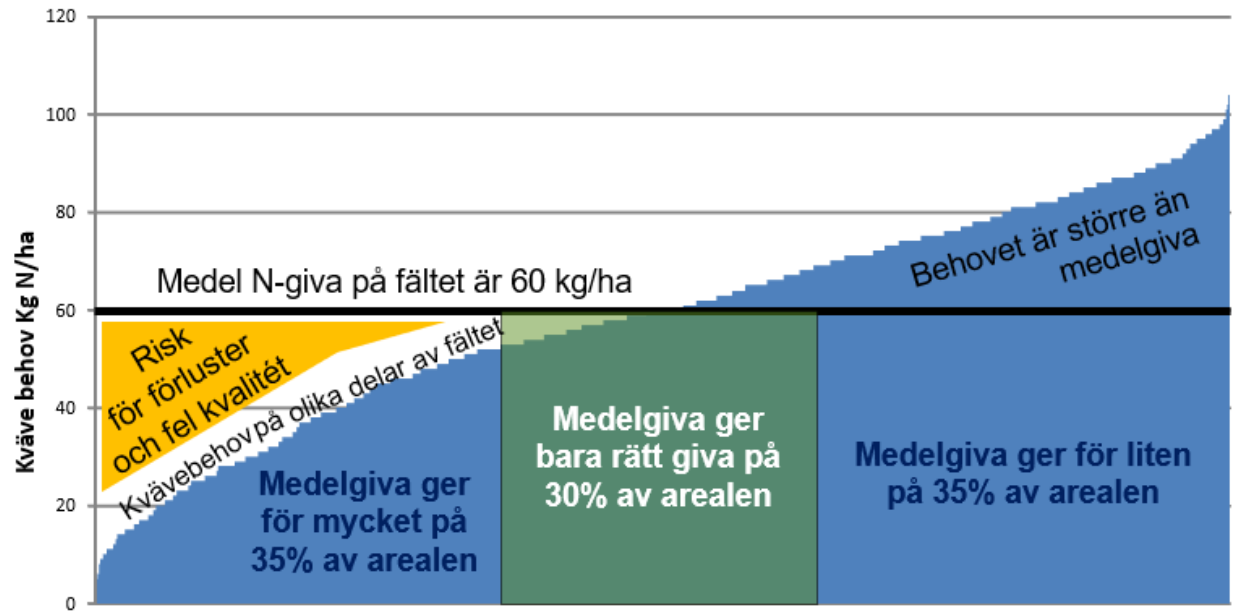 120
100
80
60
40
20
0
Kväve behov Kg N/ha
Medel N-giva på fältet är 60 kg/ha
Behovet är större än
medelgiva
Risk
för förluster
och fel kvalitét
Kvävebehov på olika delar av fältet
Medelgiva ger
för mycket på
35% av arealen
Medelgiva ger
bara rätt giva på
30% av arealen
Medelgiva ger för liten
på 35% av arealen